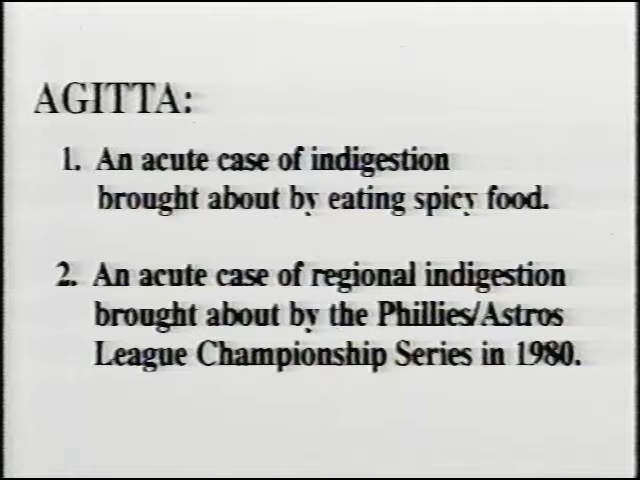 AGITTA:
1. An acute case of indigestion
brought about by eating spicy food.
2. An acute case of regional indigestion
brought about by the Phillies/Astros
League Championship Series in 1980.